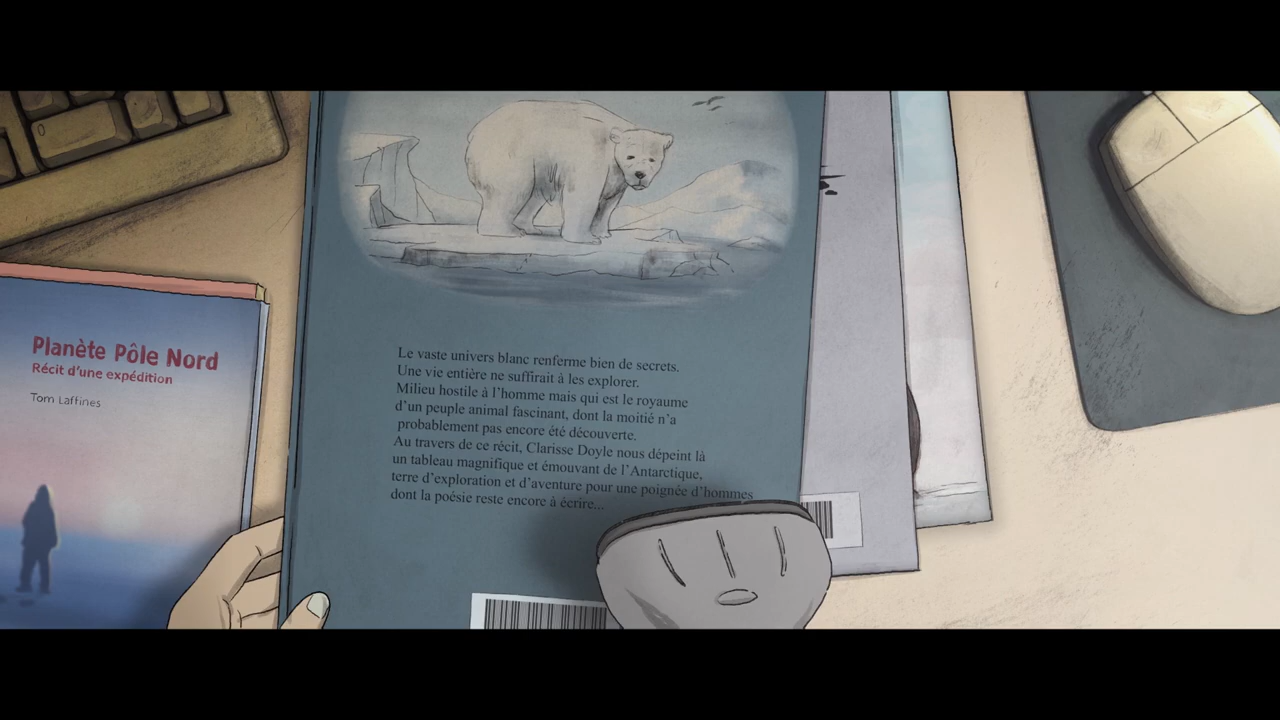 Planète Pôle Nord
Récit d'une expédition
Tom Laffines
Le vaste univers blanc renferme bien de secrets.
Une vie entière ne suffirait à les explorer.
Milieu hostile à l'homme mais qui est le royaume
d'un peuple animal fascinant, dont la moitié n'a
probablement pas encore été découverte.
Au travers de ce récit, Clarisse Doyle nous dépeint là
un tableau magnifique et émouvant de l'Antarctique,
terre d'exploration et d'aventure pour une poignée d'hommes
dont la poésie reste encore à écrire...